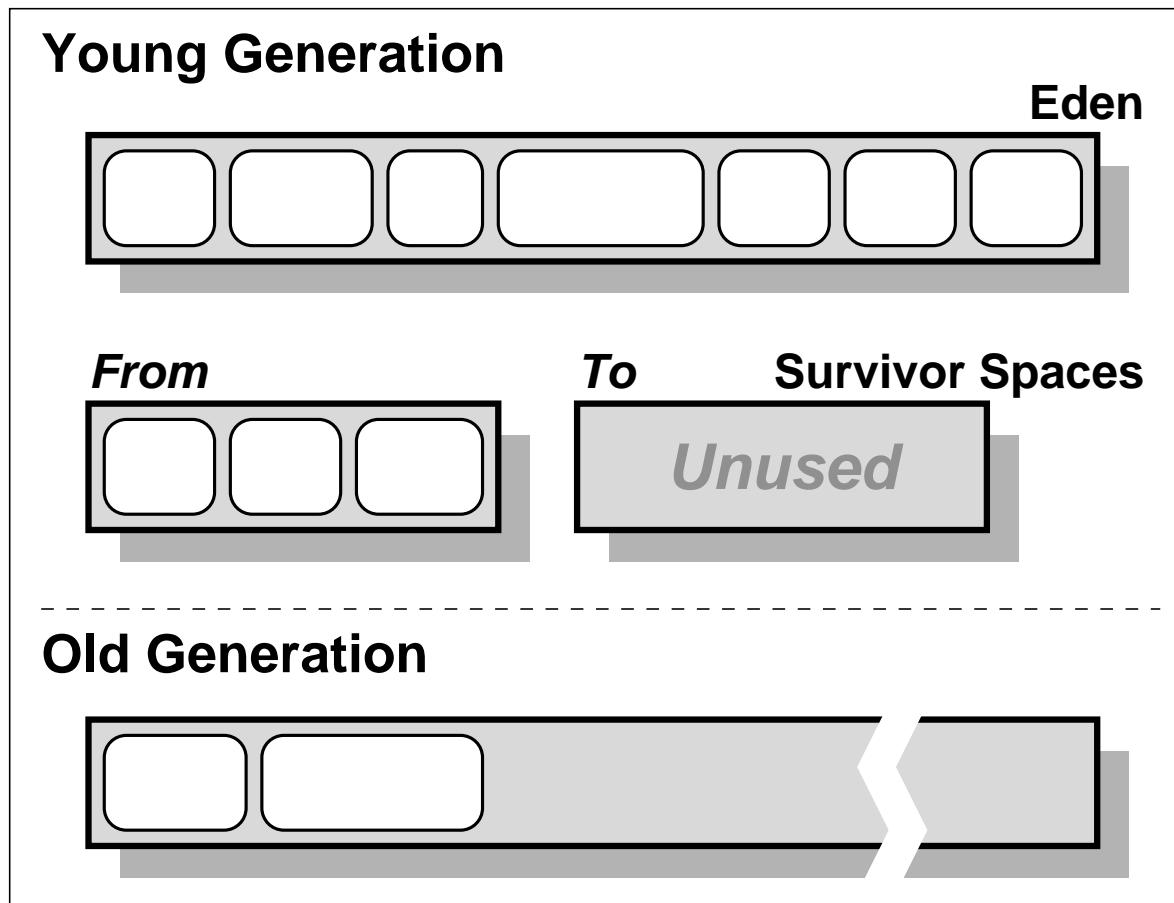 Young Generation
Eden
From To Survivor Spaces
Unused
Old Generation